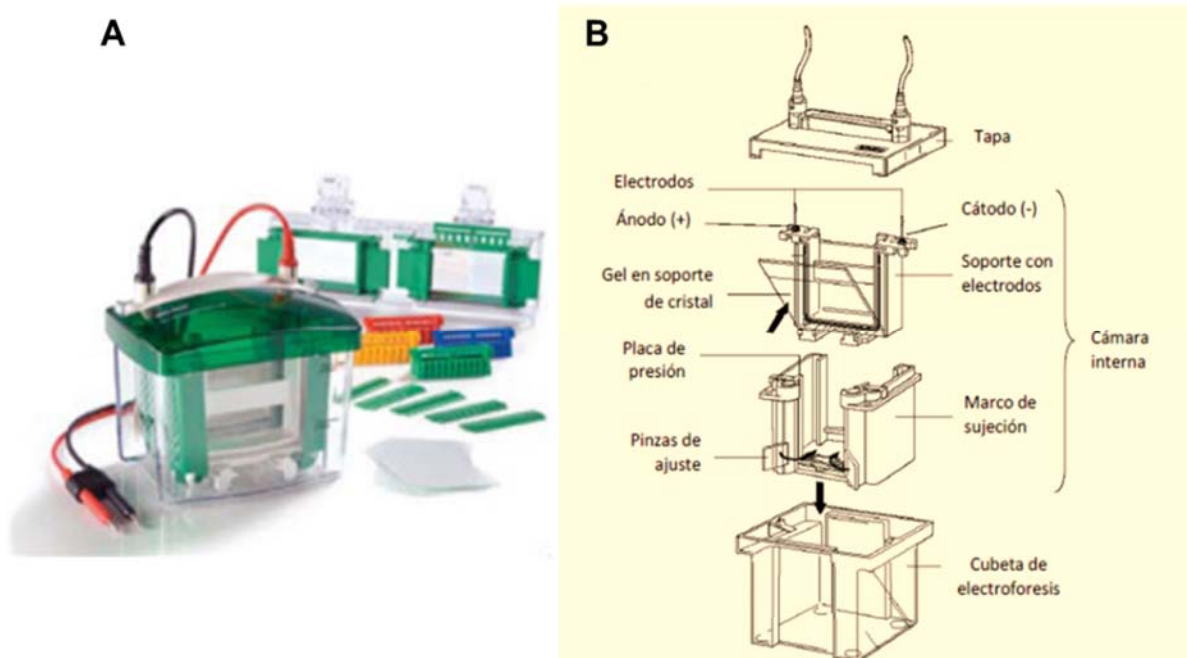 A
B
Tapa
Electrodos
Ánodo (+)
Cátodo (-)
Gel en soporte
de cristal
Soporte con
electrodos
Cámara
interna
Placa de
presión
Marco de
sujeción
Pinzas de
ajuste
Cubeta de
electroforesis